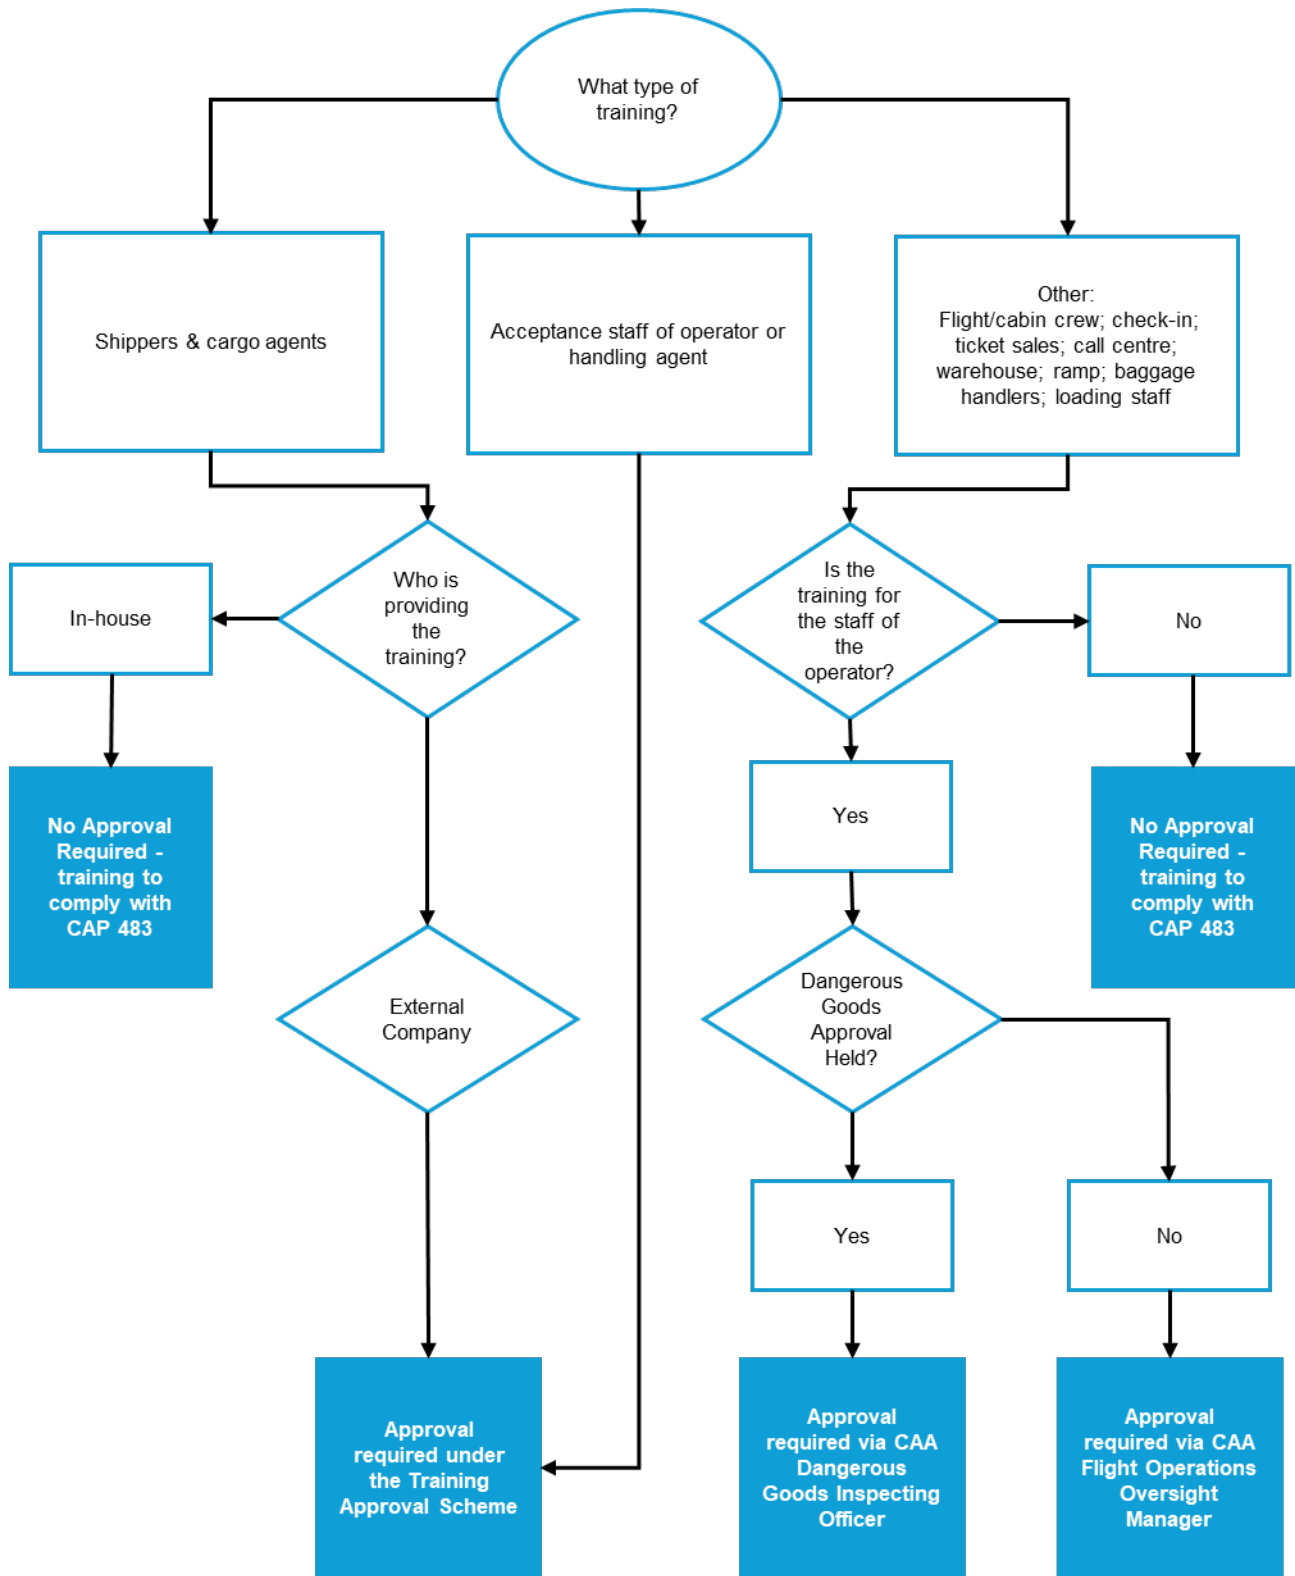 What type of
training?
Shippers & cargo agents
Acceptance staff of operator or
handling agent
Other:
Flight/cabin crew; check-in;
ticket sales; call centre;
warehouse; ramp; baggage
handlers; loading staff
In-house
Who is
providing
the
training?
Is the
training for
the staff of
the
operator?
No
No Approval
Required -
training to
comply with
CAP 483
Yes
No Approval
Required -
training to
comply with
CAP 483
External
Company
Dangerous
Goods
Approval
Held?
Yes
No
Approval
required under
the Training
Approval Scheme
Approval
required via CAA
Dangerous
Goods Inspecting
Officer
Approval
required via CAA
Flight Operations
Oversight
Manager